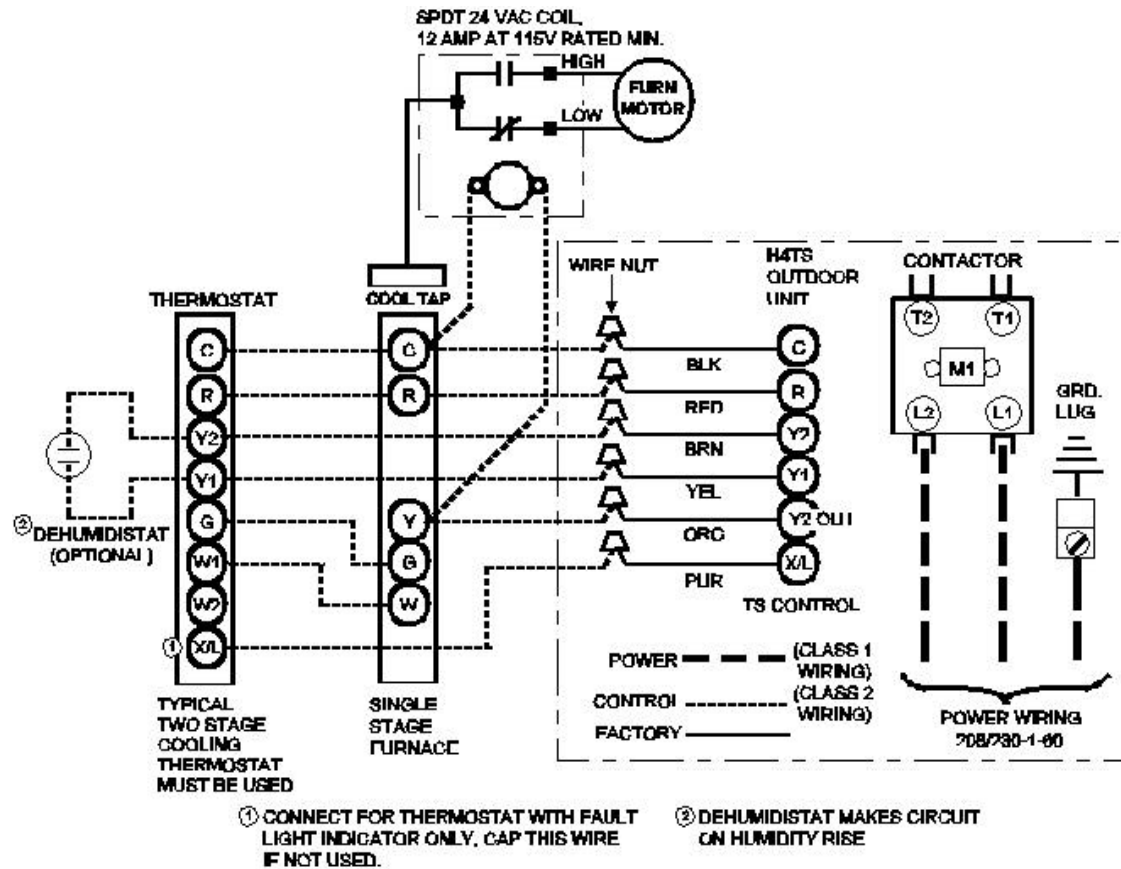 SPDT 24 VAC COIL,
12 AMP AT 115V RATED MIN.
HIGH
FURN
MOTOR
LOW
WIRE NUT
H4TS
OUTDOOR
UNIT
CONTACTOR
THERMOSTAT
COOL TAP
T2
T1
C
C
C
BLK
M1
R
R
R
RED
L2
L1
GRD.
LUG
Y2
Y2
BRN
Y1
Y1
YEL
G
Y
Y2 OUT
ORG
② DEHUMIDISTAT
(OPTIONAL)
W1
G
X/L
PUR
W2
W
TS CONTROL
① X/L
POWER
(CLASS 1
WIRING)
CONTROL
(CLASS 2
WIRING)
FACTORY
POWER WIRING
208/230-1-60
TYPICAL
TWO STAGE
COOLING
THERMOSTAT
MUST BE USED
SINGLE
STAGE
FURNACE
① CONNECT FOR THERMOSTAT WITH FAULT
LIGHT INDICATOR ONLY, CAP THIS WIRE
IF NOT USED.
② DEHUMIDISTAT MAKES CIRCUIT
ON HUMIDITY RISE